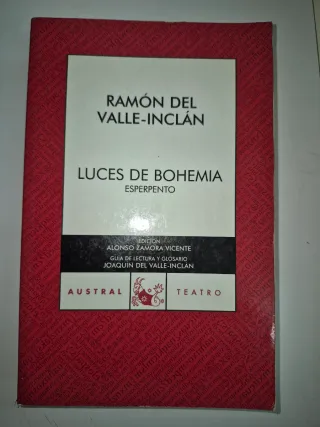 RAMÓN DEL
VALLE-INCLÁN
LUCES DE BOHEMIA
ESPERPENTO
EDICIÓN
ALONSO ZAMORA VICENTE
GUÍA DE LECTURA Y GLOSARIO
JOAQUÍN DEL VALLE-INCLÁN
AUSTRAL TEATRO